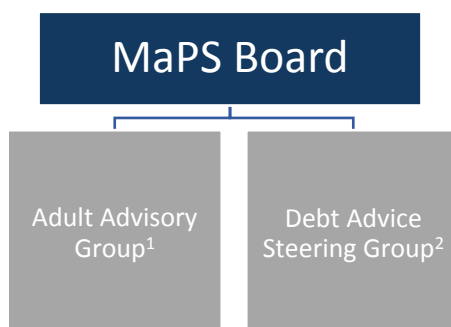 MaPS Board
Adult Advisory
Group¹
Debt Advice
Steering Group²